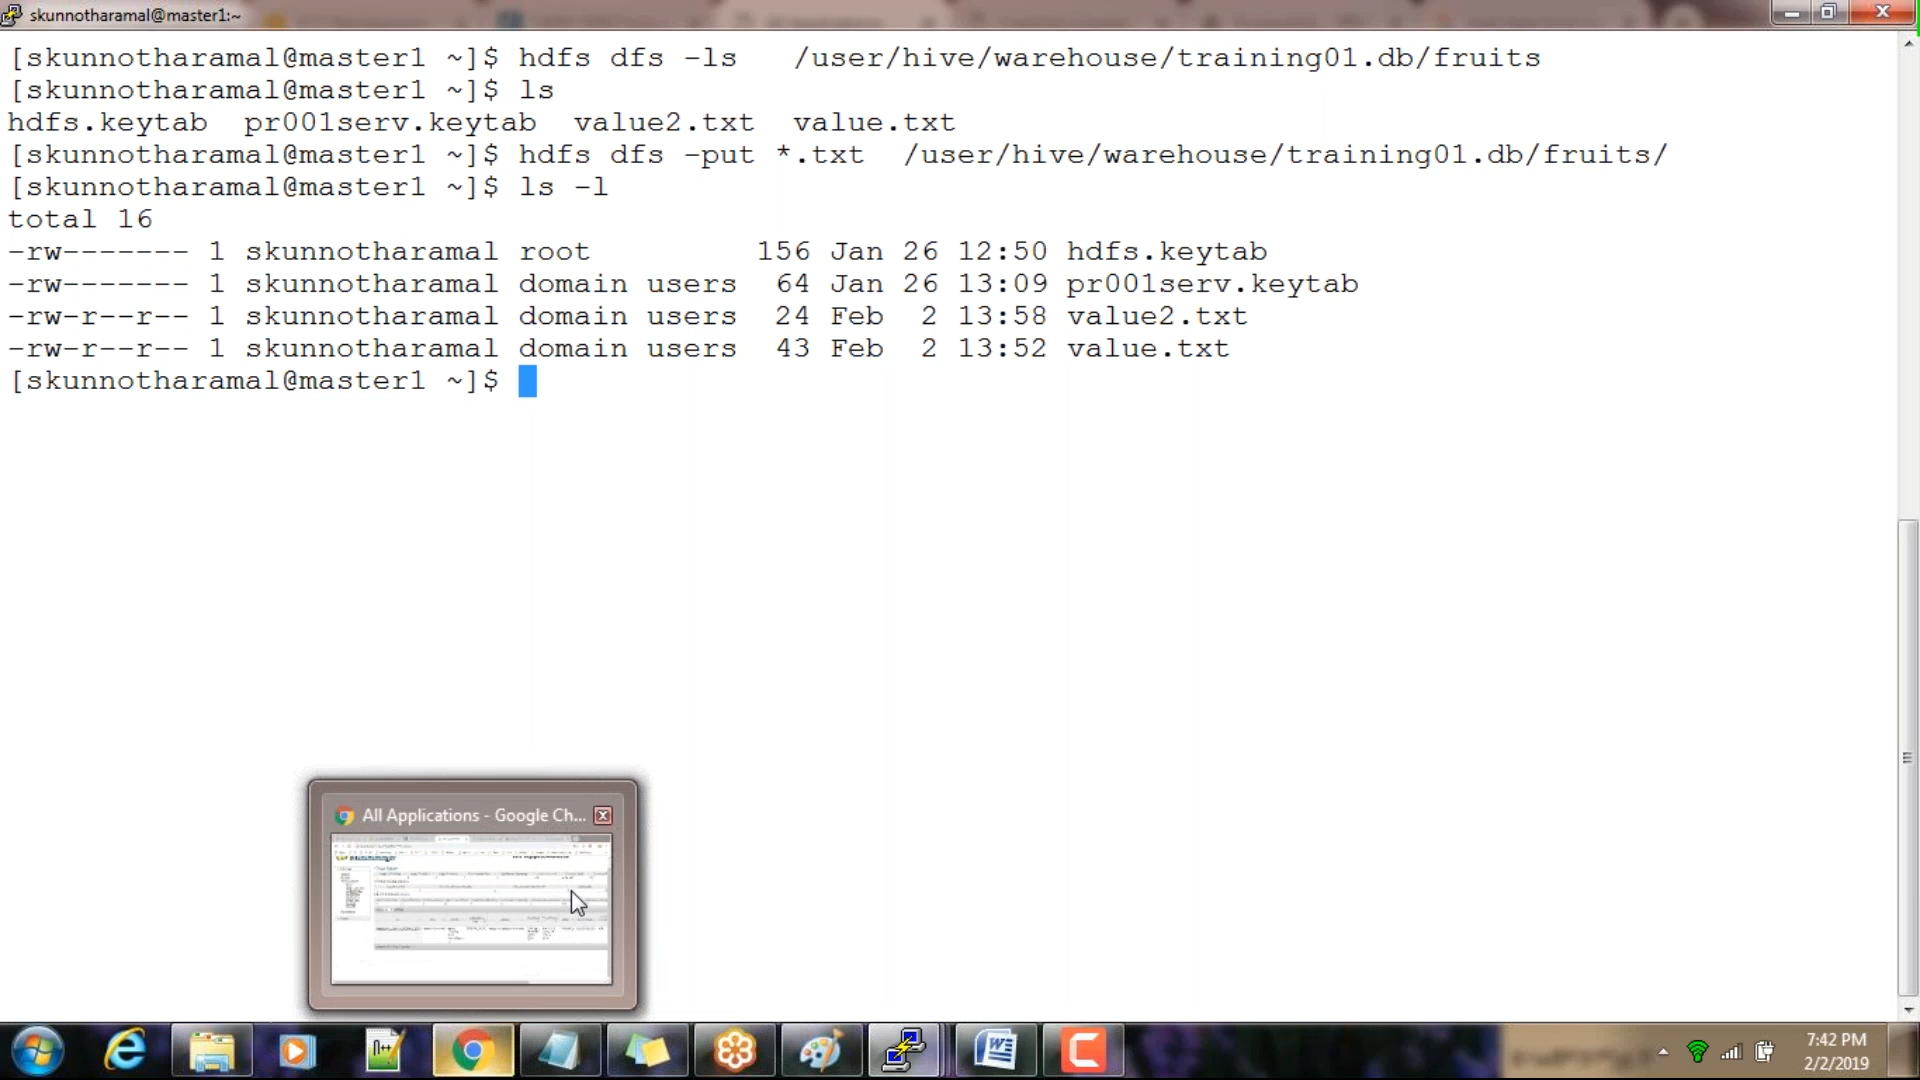 skunnotharamal@master1:~
[skunnotharamal@master1 ~]$ hdfs dfs -ls   /user/hive/warehouse/training01.db/fruits
[skunnotharamal@master1 ~]$ ls
hdfs.keytab  pr001serv.keytab  value2.txt  value.txt
[skunnotharamal@master1 ~]$ hdfs dfs -put *.txt  /user/hive/warehouse/training01.db/fruits/
[skunnotharamal@master1 ~]$ ls -l
total 16
-rw------- 1 skunnotharamal root         156 Jan 26 12:50 hdfs.keytab
-rw------- 1 skunnotharamal domain users  64 Jan 26 13:09 pr001serv.keytab
-rw-r--r-- 1 skunnotharamal domain users  24 Feb  2 13:58 value2.txt
-rw-r--r-- 1 skunnotharamal domain users  43 Feb  2 13:52 value.txt
[skunnotharamal@master1 ~]$
All Applications - Google Ch...
7:42 PM
2/2/2019